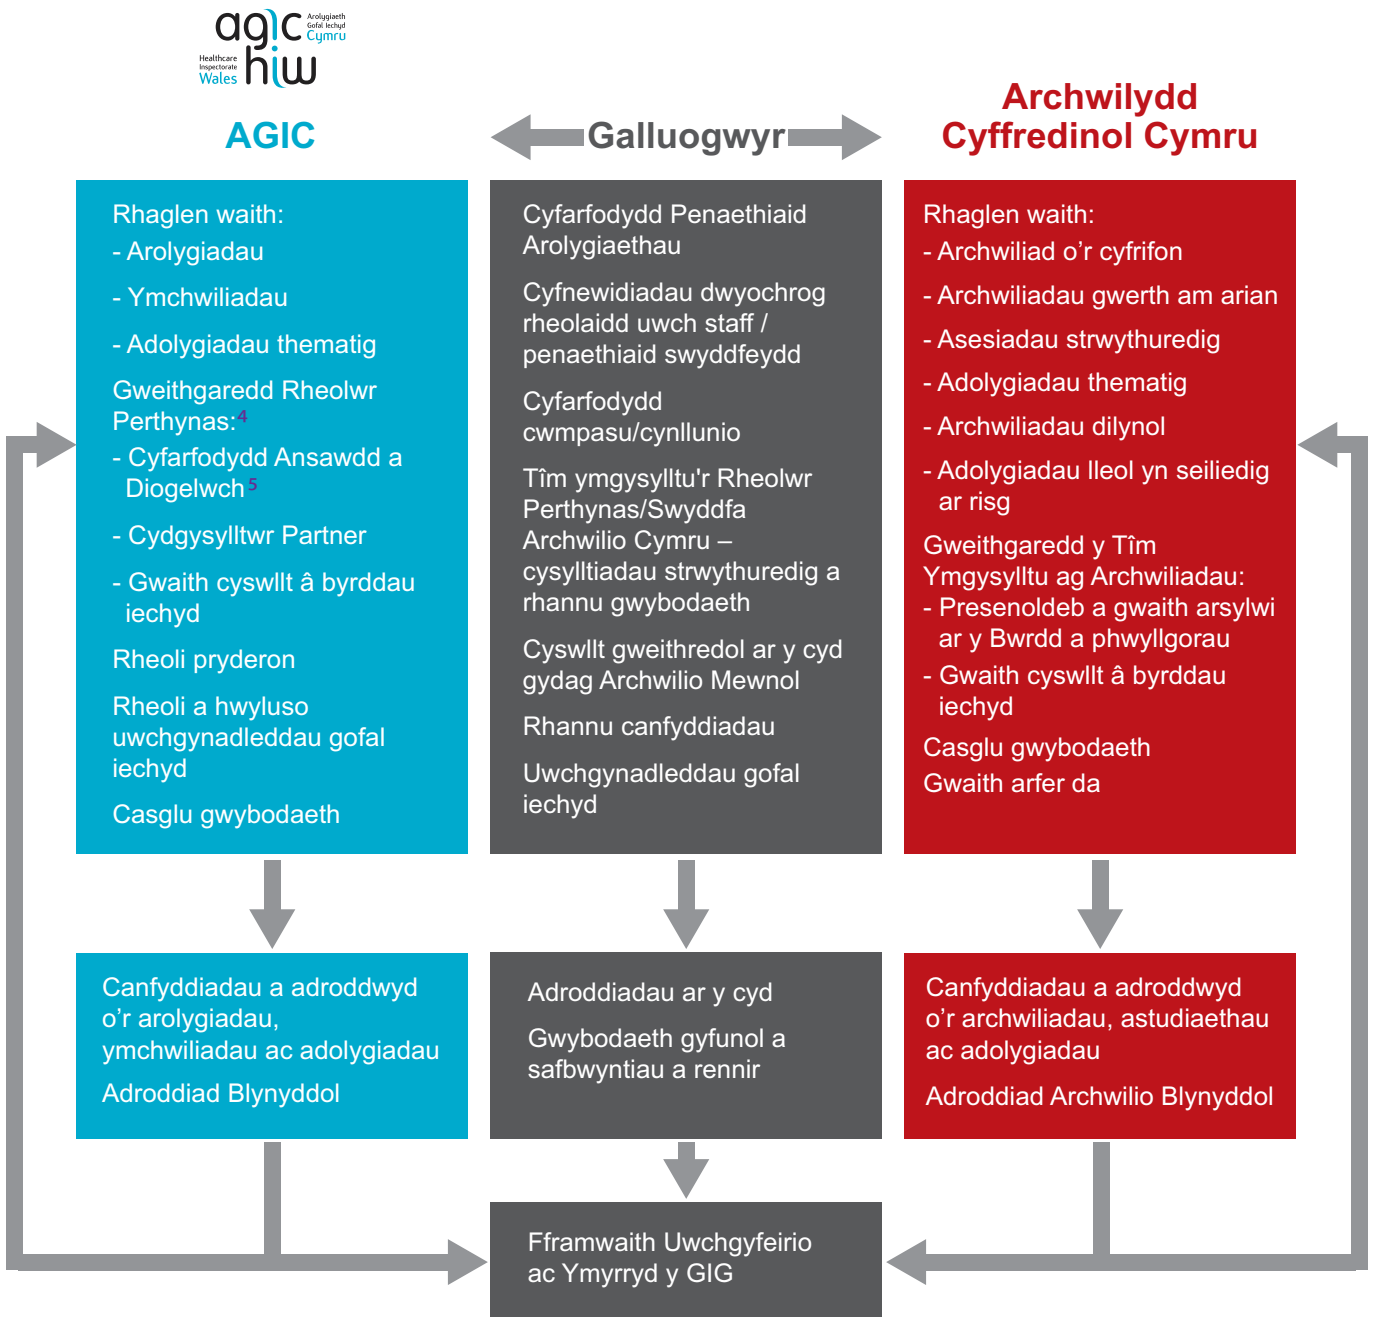 agic
Arolygiaeth
Gofal Iechyd
Cymru
Healthcare
Inspectorate
Wales
hiw
AGIC
Galluogwyr
Archwilydd
Cyffredinol Cymru
Rhaglen waith:
- Arolygiadau
- Ymchwiliadau
- Adolygiadau thematig
Gweithgaredd Rheolwr
Perthynas:4
- Cyfarfodydd Ansawdd a
Diogelwch5
- Cydgysylltwr Partner
- Gwaith cyswllt â byrddau
iechyd
Rheoli pryderon
Rheoli a hwyluso
uwchgynadleddau gofal
iechyd
Casglu gwybodaeth
Cyfarfodydd Penaethiaid
Arolygiaethau
Cyfnewidiadau dwyochrog
rheolaidd uwch staff /
penaethiaid swyddfeydd
Cyfarfodydd
cwmpasu/cynllunio
Tîm ymgysylltu'r Rheolwr
Perthynas/Swyddfa
Archwilio Cymru –
cysylltiadau strwythuredig a
rhannu gwybodaeth
Cyswllt gweithredol ar y cyd
gydag Archwilio Mewnol
Rhannu canfyddiadau
Uwchgynadleddau gofal
iechyd
Rhaglen waith:
- Archwiliad o’r cyfrifon
- Archwiliadau gwerth am arian
- Asesiadau strwythuredig
- Adolygiadau thematig
- Archwiliadau dilynol
- Adolygiadau lleol yn seiliedig
ar risg
Gweithgaredd y Tîm
Ymgysylltu ag Archwiliadau:
- Presenoldeb a gwaith arsylwi
ar y Bwrdd a phwyllgorau
- Gwaith cyswllt â byrddau
iechyd
Casglu gwybodaeth
Gwaith arfer da
Canfyddiadau a adroddwyd
o’r arolygiadau,
ymchwiliadau ac adolygiadau
Adroddiad Blynyddol
Adroddiadau ar y cyd
Gwybodaeth gyfunol a
safbwyntiau a rennir
Canfyddiadau a adroddwyd
o’r archwiliadau, astudiaethau
ac adolygiadau
Adroddiad Archwilio Blynyddol
Fframwaith Uwchgyfeirio
ac Ymyrryd y GIG